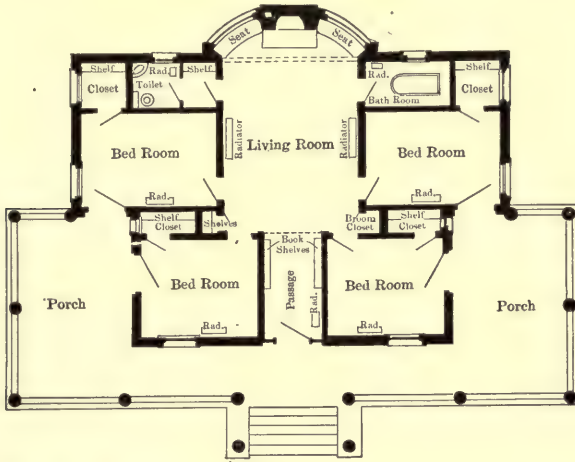 Seat
Seat
Shelf
Closet
Rad.
Toilet
Shelf
Rad.
Bath Room
Shelf
Closet
Bed Room
Radiator
Living Room
Radiator
Bed Room
Rad.
Rad.
Shelf
Closet
Shelves
Broom
Closet
Shelf
Closet
Book
Shelves
Bed Room
Passage
Bed Room
Porch
Rad.
Porch
Rad.
Rad.